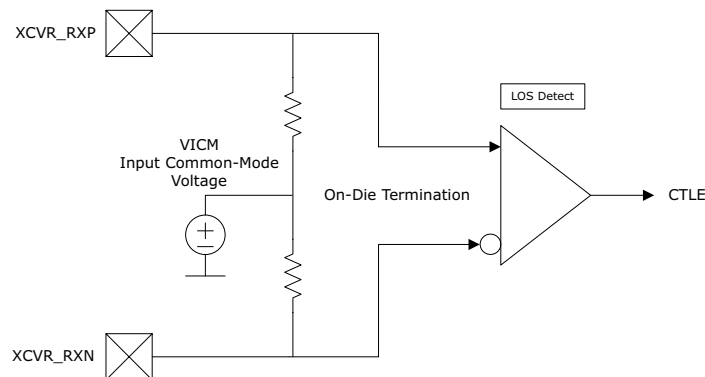 XCVR_RXP
LOS Detect
VICM
Input Common-Mode
Voltage
On-Die Termination
CTLE
+
−
XCVR_RXN